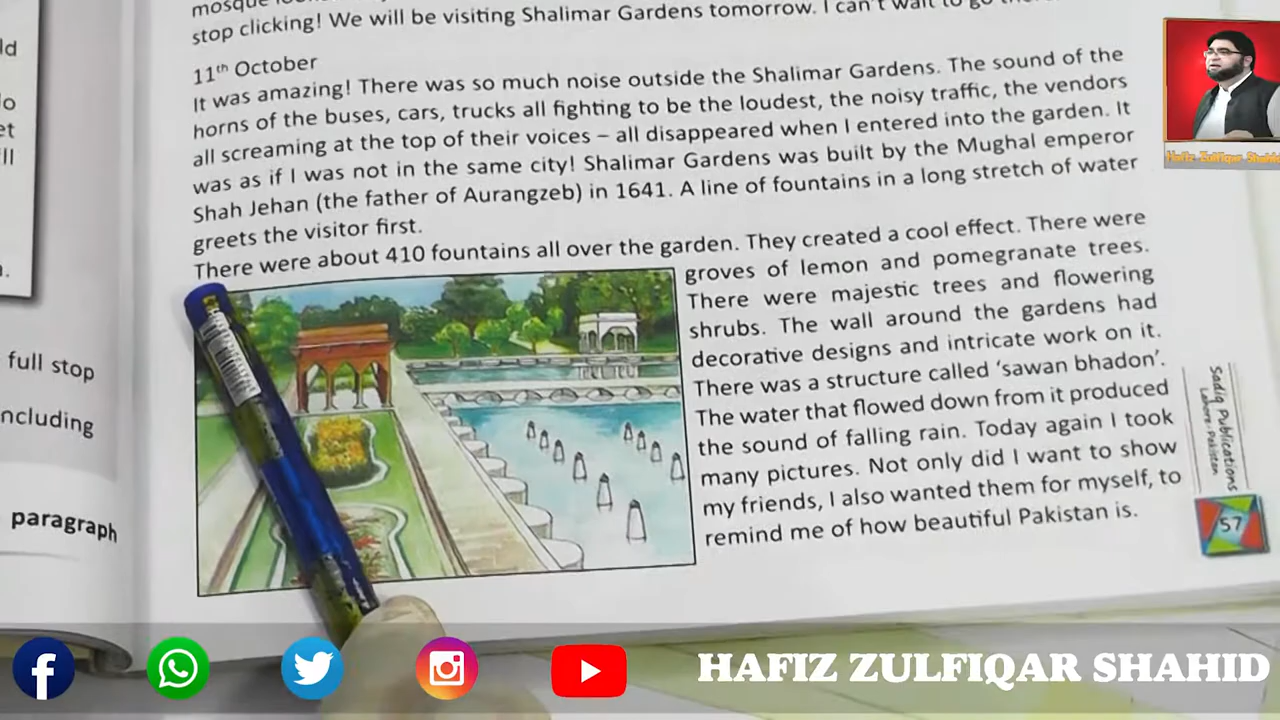 mosque
stop clicking! We will be visiting Shalimar Gardens tomorrow. I can't wait to go
11th October
It was amazing! There was so much noise outside the Shalimar Gardens. The sound of the
horns of the buses, cars, trucks all fighting to be the loudest, the noisy traffic, the vendors
all screaming at the top of their voices – all disappeared when I entered into the garden. It
was as if I was not in the same city! Shalimar Gardens was built by the Mughal emperor
Shah Jehan (the father of Aurangzeb) in 1641. A line of fountains in a long stretch of water
greets the visitor first.
There were about 410 fountains all over the garden. They created a cool effect. There were
groves of lemon and pomegranate trees.
There were majestic trees and flowering
shrubs. The wall around the gardens had
decorative designs and intricate work on it.
There was a structure called 'sawan bhadon'.
The water that flowed down from it produced
the sound of falling rain. Today again I took
many pictures. Not only did I want to show
my friends, I also wanted them for myself, to
remind me of how beautiful Pakistan is.
full stop
ncluding
paragraph
Sadiq Publications
Lahore-Pakistan
57
Hafiz Zulfiqar Shahid
HAFIZ ZULFIQAR SHAHID